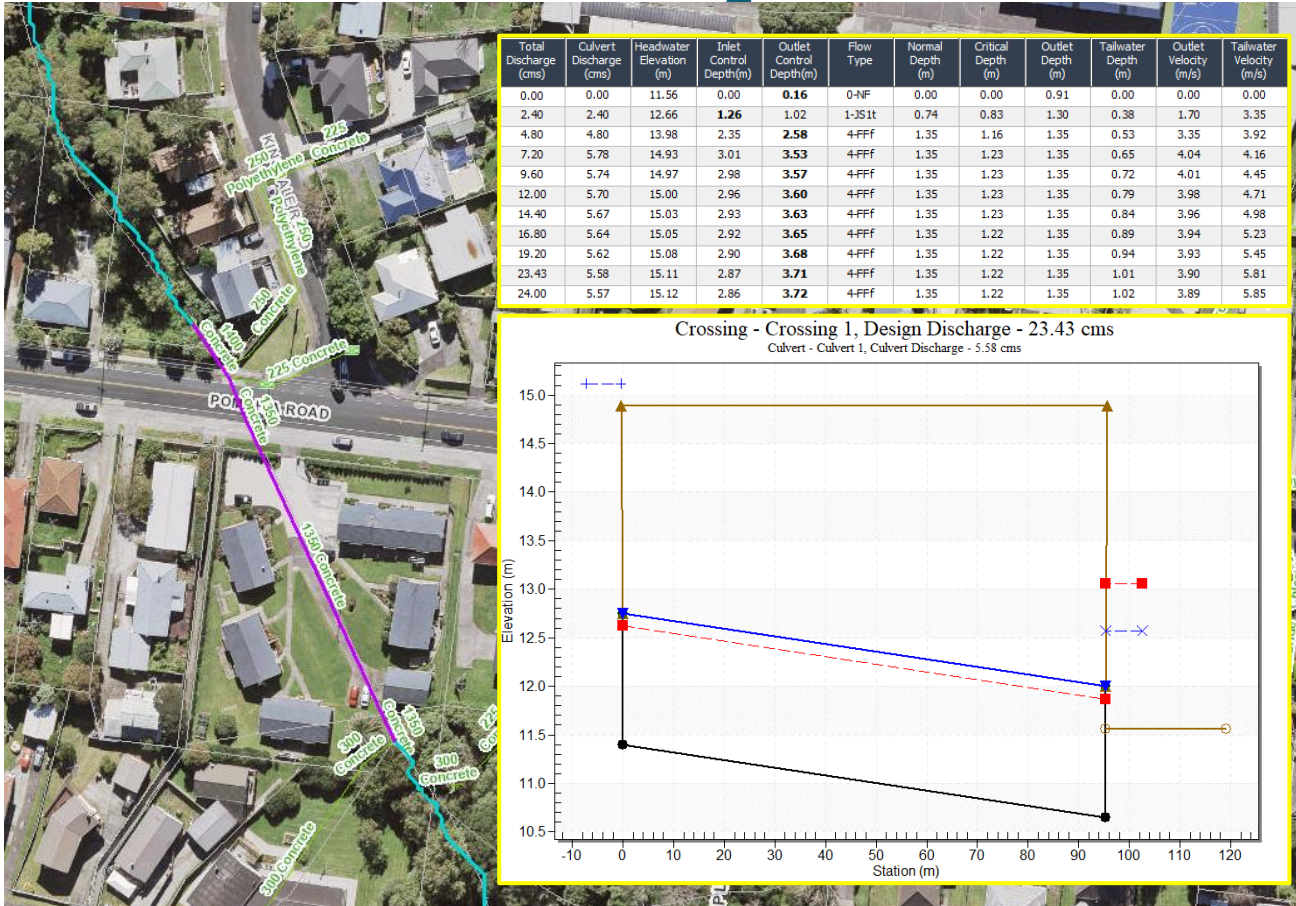 Total Discharge (cms) Culvert Discharge (cms) Headwater Elevation (m) Inlet Control Depth(m) Outlet Control Depth(m) Flow Type Normal Depth (m) Critical Depth (m) Outlet Depth (m) Tailwater Depth (m) Outlet Velocity (m/s) Tailwater Velocity (m/s)
0.00 0.00 11.56 0.00 0.16 0-NF 0.00 0.00 0.91 0.00 0.00 0.00
2.40 2.40 12.66 1.26 1.02 1-JS1t 0.74 0.83 1.30 0.38 1.70 3.35
4.80 4.80 13.98 2.35 2.58 4-FFf 1.35 1.16 1.35 0.53 3.35 3.92
7.20 5.78 14.93 3.01 3.53 4-FFf 1.35 1.23 1.35 0.65 4.04 4.16
9.60 5.74 14.97 2.98 3.57 4-FFf 1.35 1.23 1.35 0.72 4.01 4.45
12.00 5.70 15.00 2.96 3.60 4-FFf 1.35 1.23 1.35 0.79 3.98 4.71
14.40 5.67 15.03 2.93 3.63 4-FFf 1.35 1.23 1.35 0.84 3.96 4.98
16.80 5.64 15.05 2.92 3.65 4-FFf 1.35 1.22 1.35 0.89 3.94 5.23
19.20 5.62 15.08 2.90 3.68 4-FFf 1.35 1.22 1.35 0.94 3.93 5.45
23.43 5.58 15.11 2.87 3.71 4-FFf 1.35 1.22 1.35 1.01 3.90 5.81
24.00 5.57 15.12 2.86 3.72 4-FFf 1.35 1.22 1.35 1.02 3.89 5.85
Crossing - Crossing 1, Design Discharge - 23.43 cms
Culvert - Culvert 1, Culvert Discharge - 5.58 cms
15.0
14.5
14.0
13.5
13.0
12.5
12.0
11.5
11.0
10.5
Elevation (m)
-10 0 10 20 30 40 50 60 70 80 90 100 110 120
Station (m)
225
Concrete
250
Polyethylene
250
Polyethylene
250
Concrete
Concrete
225 Concrete
ROAD
1350
Concrete
1350 Concrete
1350
Concrete
300
Concrete
300
Concrete
225
300 Concrete